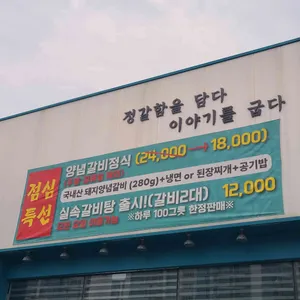 정갈함을 담다
이야기를 굽다
점심
특선
양념갈비정식 (24,000 → 18,000)
국내산 돼지양념갈비 (280g)+냉면 or 된장찌개+공기밥
실속갈비탕 출시!(갈비2대) 12,000
※하루 100그릇 한정판매※